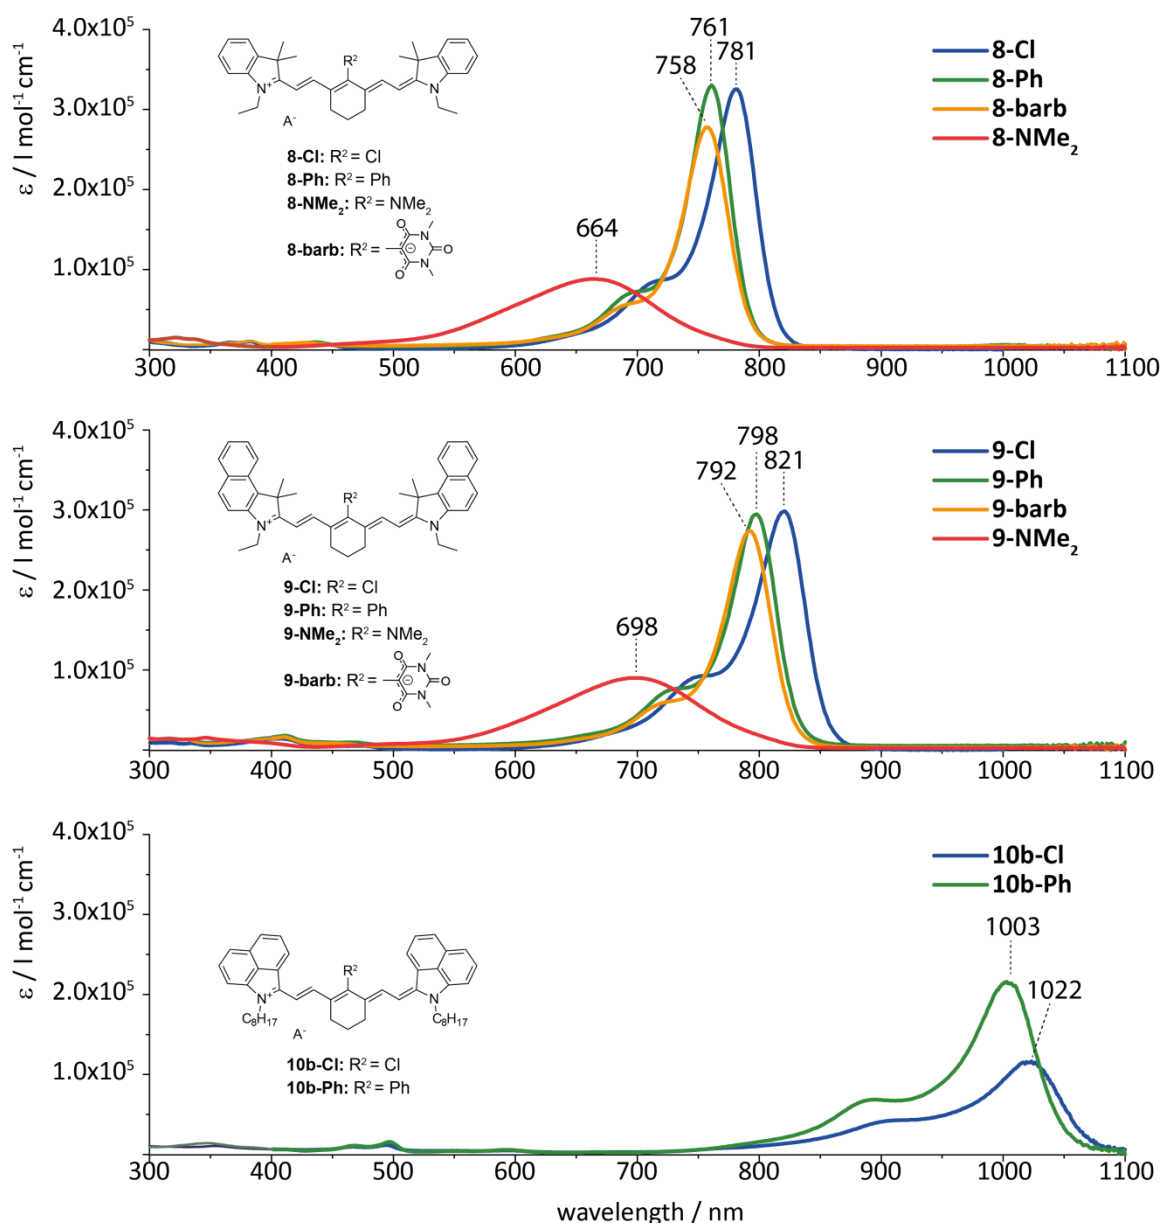 ε / l mol⁻¹ cm⁻¹
4.0x10⁵
3.0x10⁵
2.0x10⁵
1.0x10⁵
300 400 500 600 700 800 900 1000 1100
R²
N⁺
N
A⁻
8-Cl: R² = Cl
8-Ph: R² = Ph
8-NMe₂: R² = NMe₂
8-barb: R² =
O
N
O
N
O
664
758
761
781
8-Cl
8-Ph
8-barb
8-NMe₂
ε / l mol⁻¹ cm⁻¹
4.0x10⁵
3.0x10⁵
2.0x10⁵
1.0x10⁵
300 400 500 600 700 800 900 1000 1100
R²
N⁺
N
A⁻
9-Cl: R² = Cl
9-Ph: R² = Ph
9-NMe₂: R² = NMe₂
9-barb: R² =
O
N
O
N
O
698
792
798
821
9-Cl
9-Ph
9-barb
9-NMe₂
ε / l mol⁻¹ cm⁻¹
4.0x10⁵
3.0x10⁵
2.0x10⁵
1.0x10⁵
300 400 500 600 700 800 900 1000 1100
R²
N⁺
C₈H₁₇
N
C₈H₁₇
A⁻
10b-Cl: R² = Cl
10b-Ph: R² = Ph
1003
1022
10b-Cl
10b-Ph
wavelength / nm